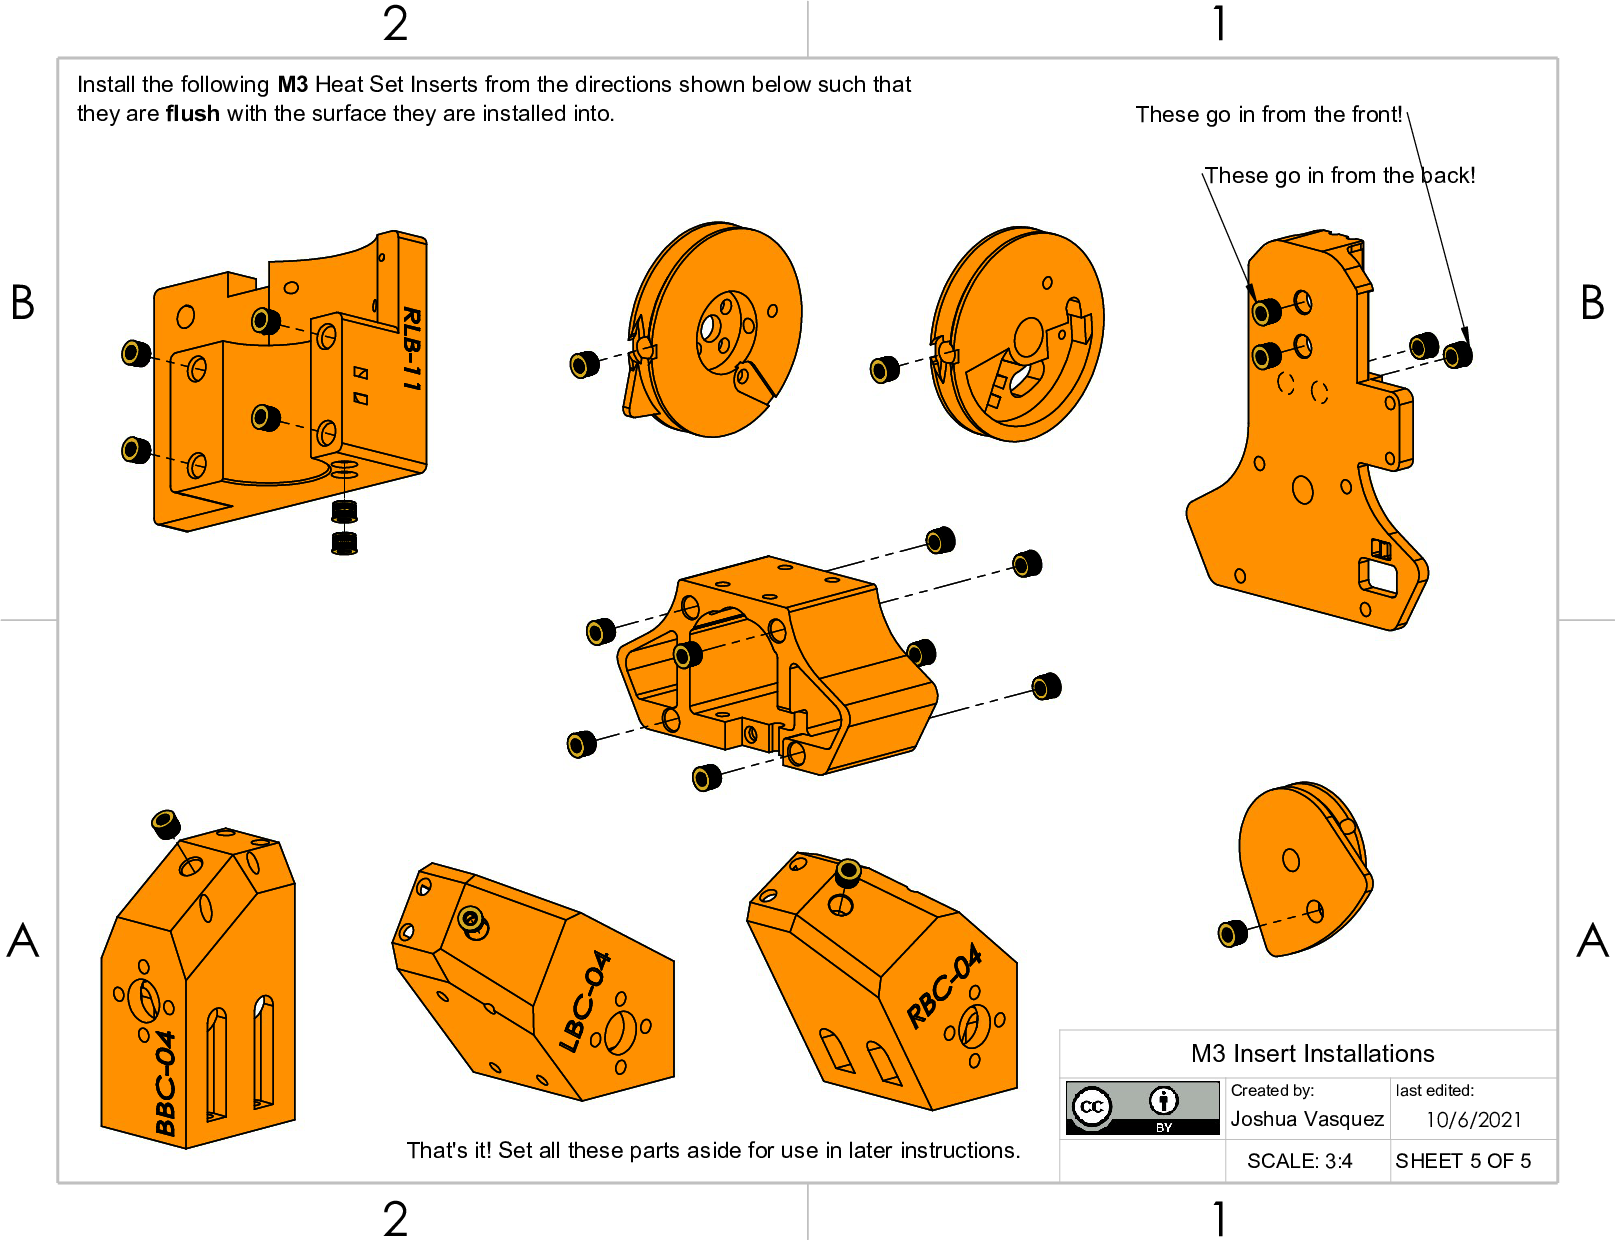 2
1
Install the following M3 Heat Set Inserts from the directions shown below such that
they are flush with the surface they are installed into.
These go in from the front!
These go in from the back!
B
B
RLB-11
A
A
BBC-04
LBC-04
RBC-04
M3 Insert Installations
CC
BY
Created by:
Joshua Vasquez
last edited:
10/6/2021
SCALE: 3:4
SHEET 5 OF 5
That's it! Set all these parts aside for use in later instructions.
2
1